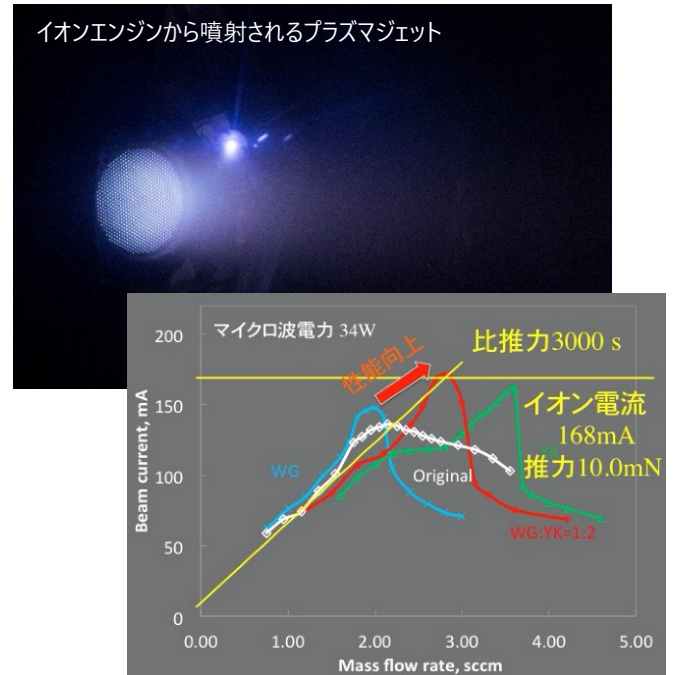 イオンエンジンから噴射されるプラズマジェット
マイクロ波電力 34W
性能向上
比推力3000 s
イオン電流
168mA
推力10.0mN
WG
Original
YK
WG:YK=1:2
Beam current, mA
200
150
100
50
0
0.00 1.00 2.00 3.00 4.00 5.00
Mass flow rate, sccm